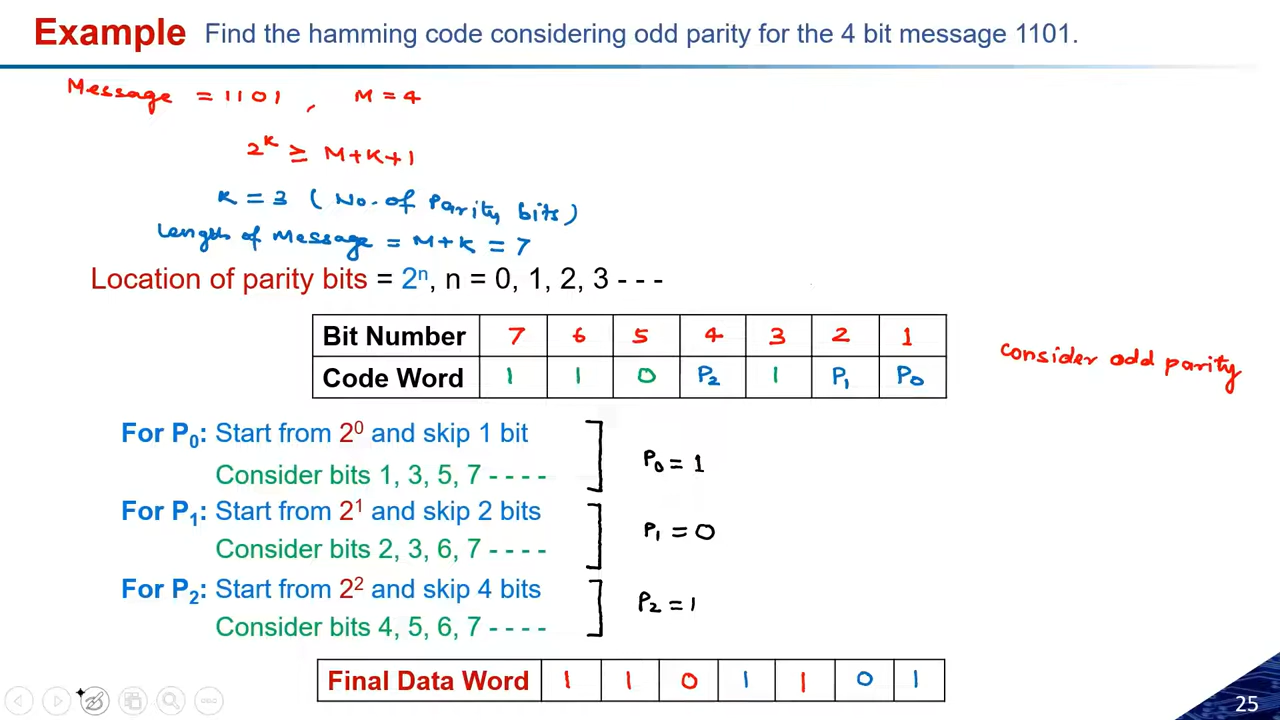 Example Find the hamming code considering odd parity for the 4 bit message 1101.
Message = 1101 , M = 4
2^K ≥ M+K+1
K = 3 ( No. of Parity bits )
Length of Message = M+K = 7
Location of parity bits = 2ⁿ, n = 0, 1, 2, 3 - - -
Bit Number 7 6 5 4 3 2 1
Code Word 1 1 0 P₂ 1 P₁ P₀
Consider odd parity
For P₀: Start from 2⁰ and skip 1 bit
Consider bits 1, 3, 5, 7 - - - -
P₀ = 1
For P₁: Start from 2¹ and skip 2 bits
Consider bits 2, 3, 6, 7 - - - -
P₁ = 0
For P₂: Start from 2² and skip 4 bits
Consider bits 4, 5, 6, 7 - - - -
P₂ = 1
Final Data Word 1 1 0 1 1 0 1
25